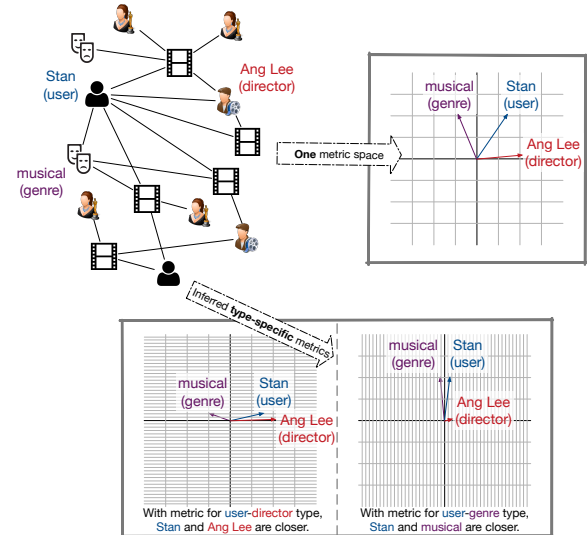 Stan
(user)
Ang Lee
(director)
musical
(genre)
One metric space
musical
(genre)
Stan
(user)
Ang Lee
(director)
Inferred type-specific metrics
musical
(genre)
Stan
(user)
Ang Lee
(director)
With metric for user-director type,
Stan and Ang Lee are closer.
musical
(genre)
Stan
(user)
Ang Lee
(director)
With metric for user-genre type,
Stan and musical are closer.